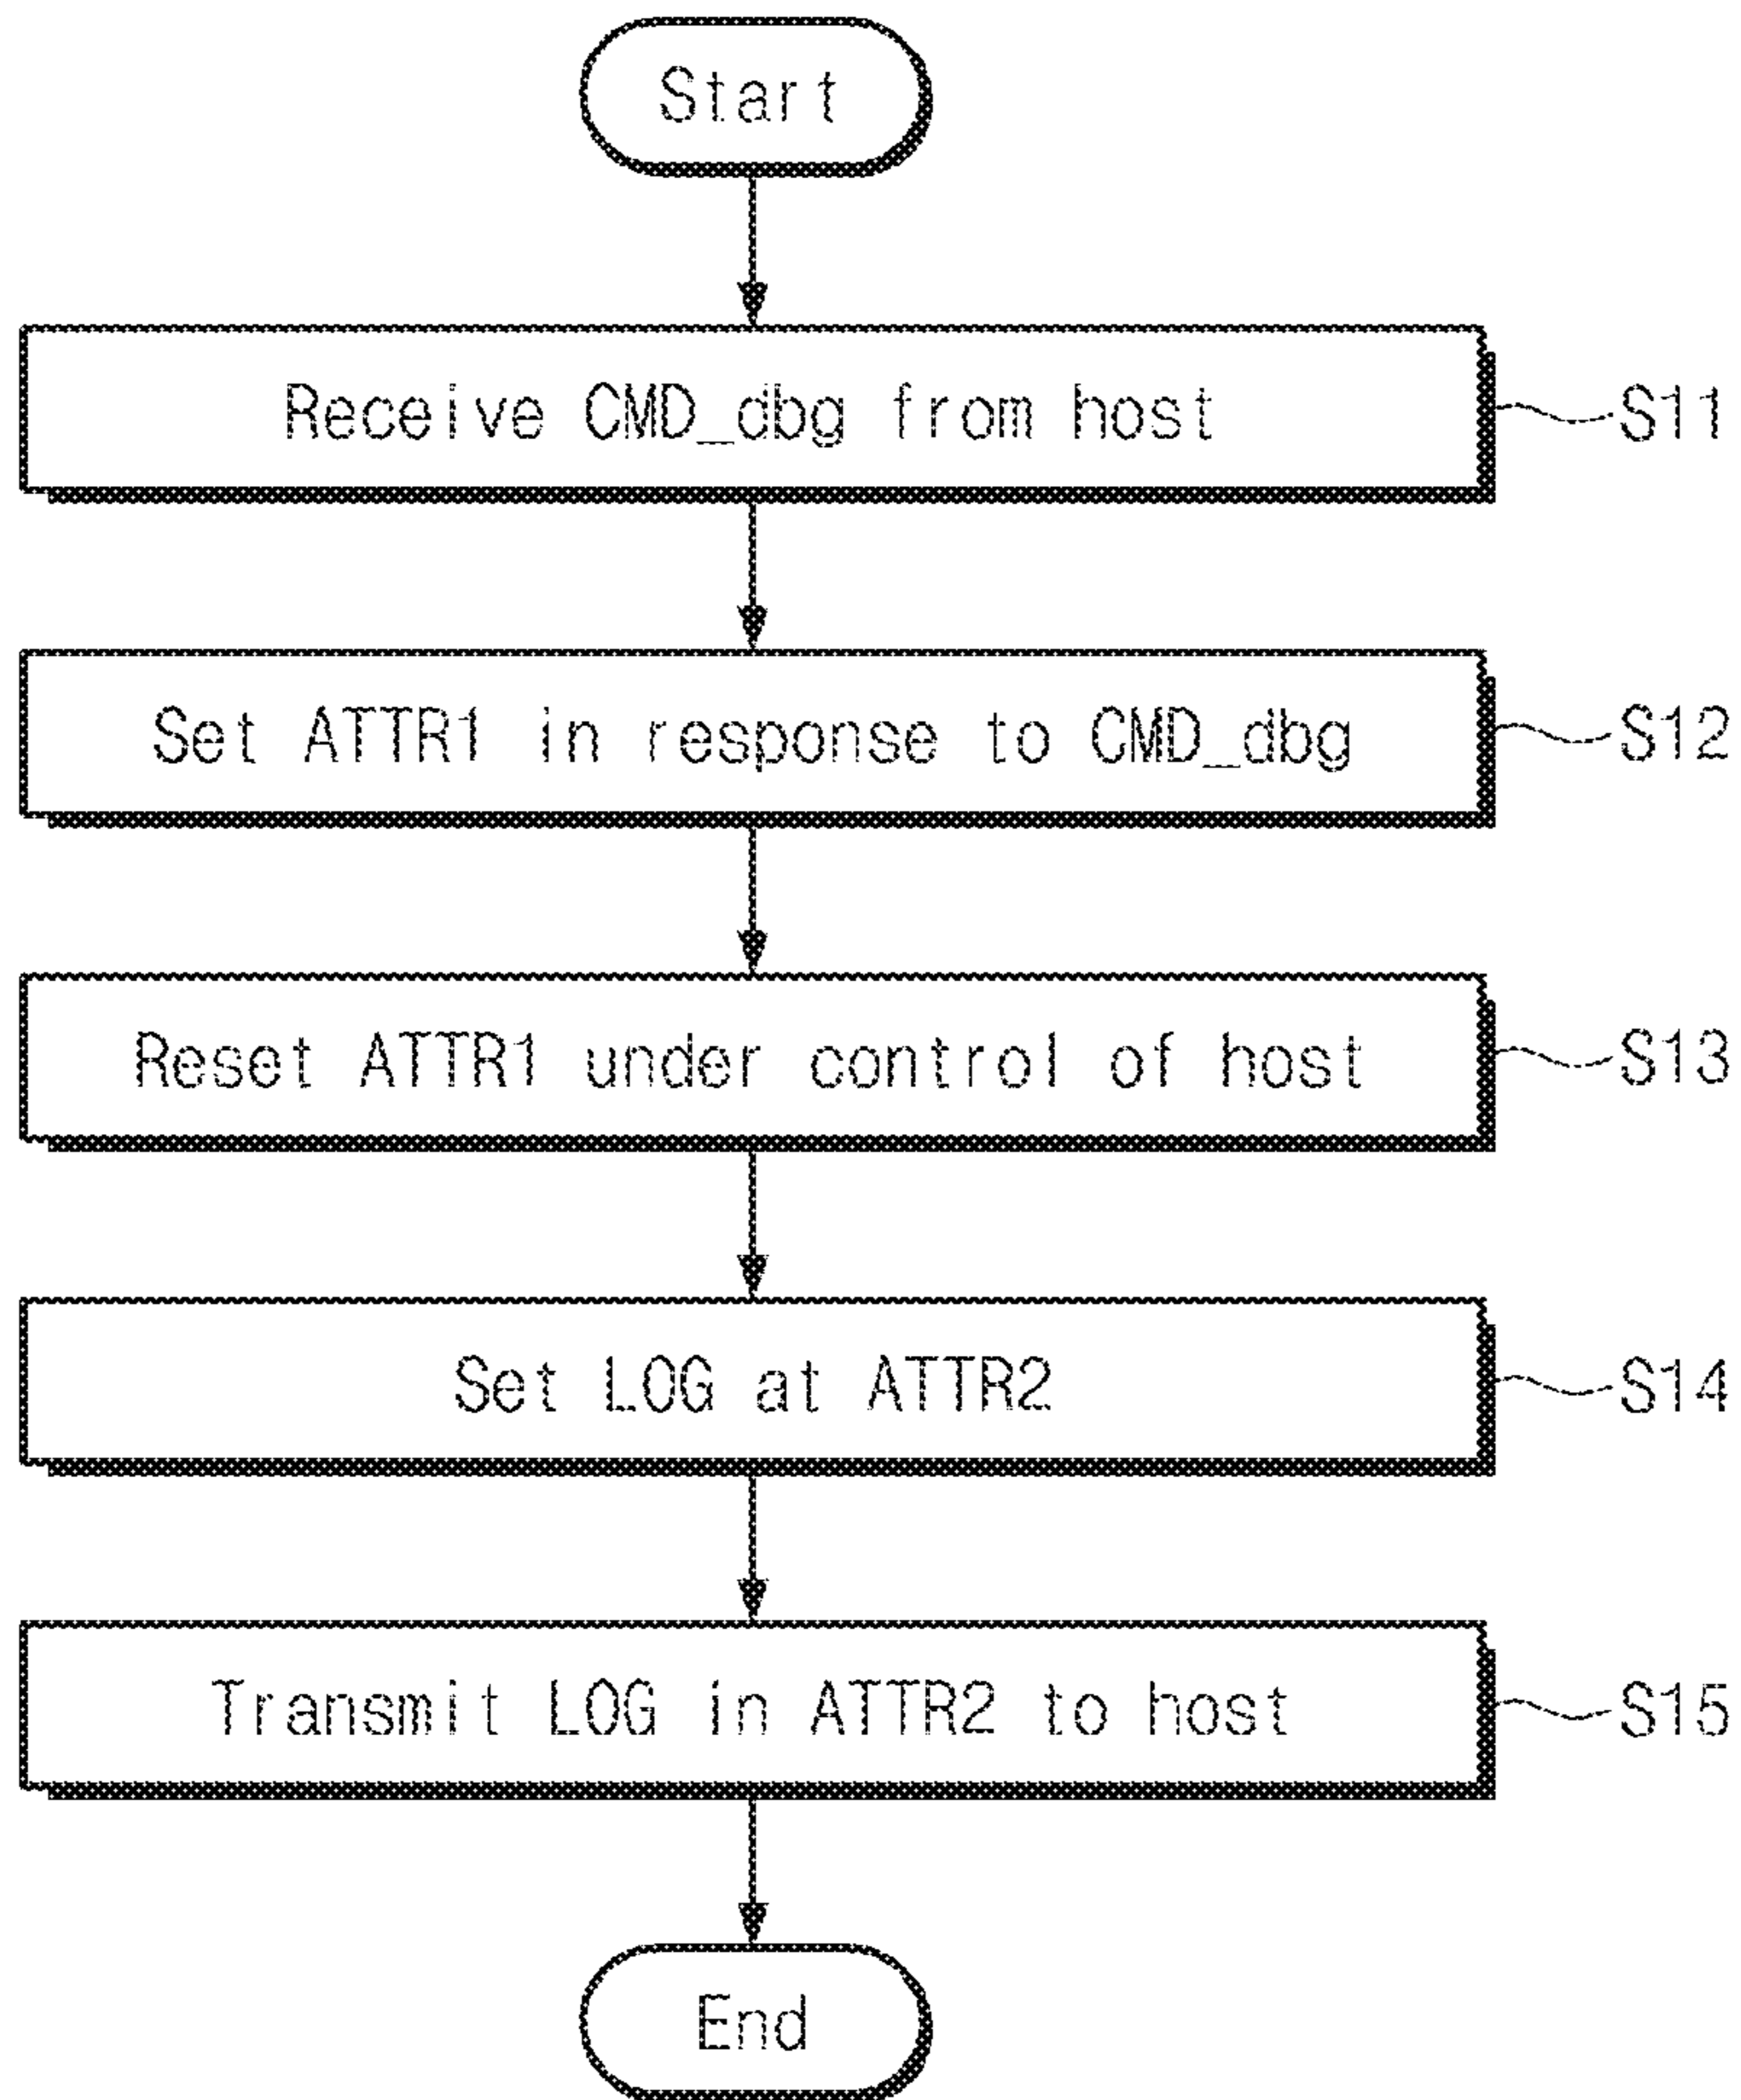 Start
Receive CMD_dbg from host
S11
Set ATTR1 in response to CMD_dbg
S12
Reset ATTR1 under control of host
S13
Set LOG at ATTR2
S14
Transmit LOG in ATTR2 to host
S15
End